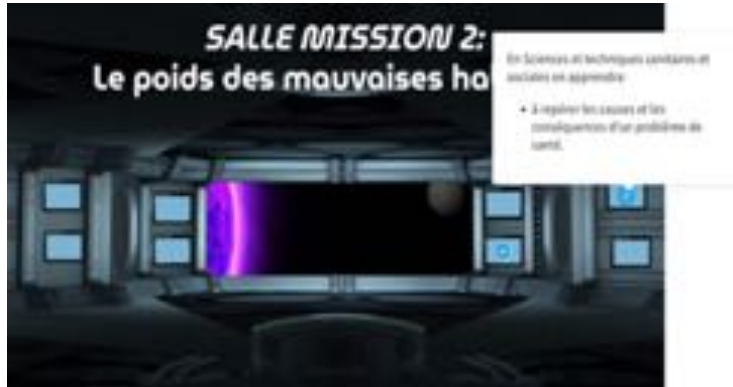 SALLE MISSION 2:
Le poids des mauvaises ha
En Sciences et techniques sanitaires et
sociales on apprendre
• à repérer les causes et les
conséquences d'un problème de
santé.